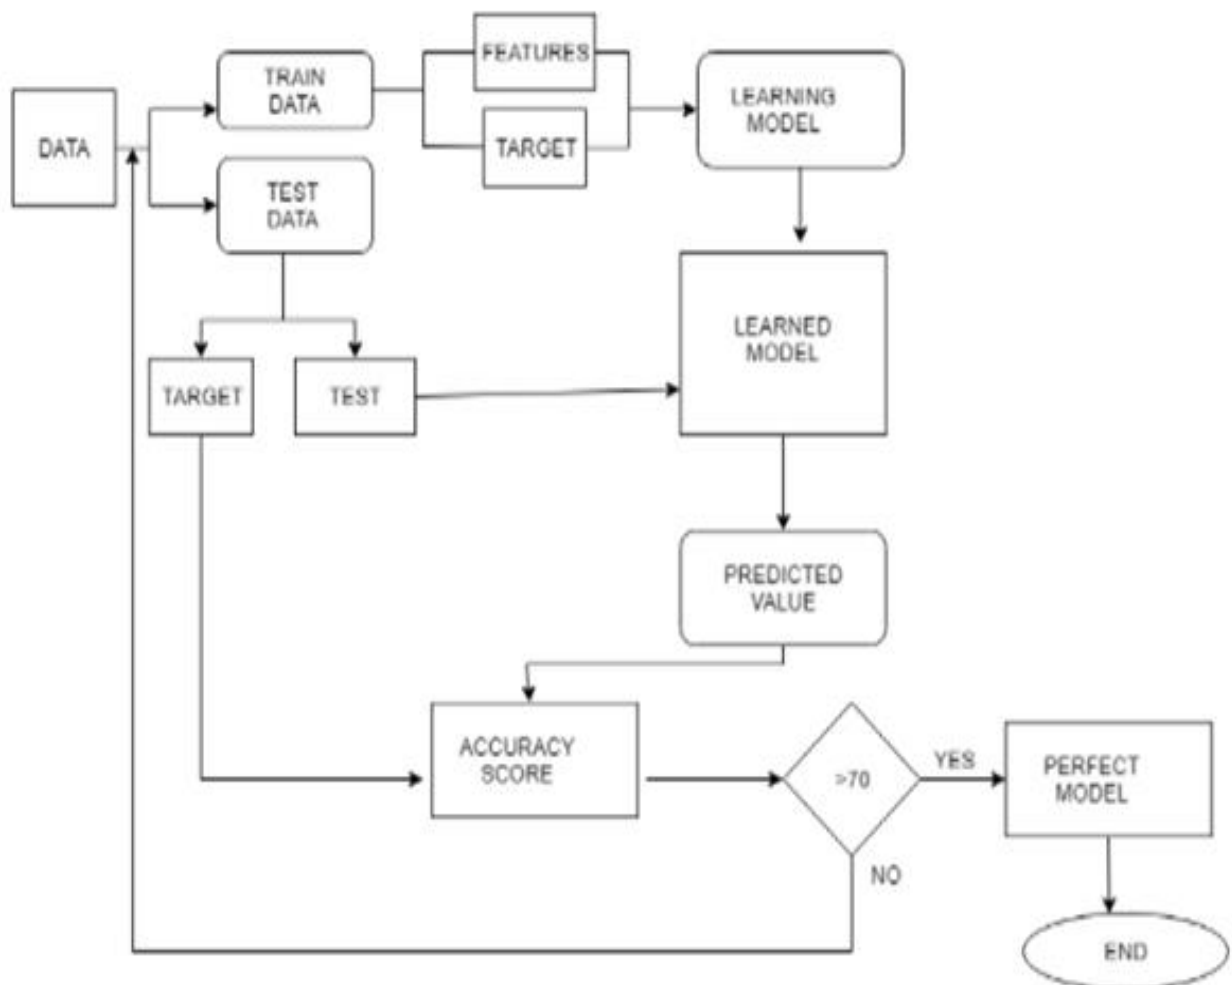 FEATURES
TRAIN
DATA
LEARNING
MODEL
DATA
TARGET
TEST
DATA
LEARNED
MODEL
TARGET
TEST
PREDICTED
VALUE
ACCURACY
SCORE
>70
YES
PERFECT
MODEL
NO
END